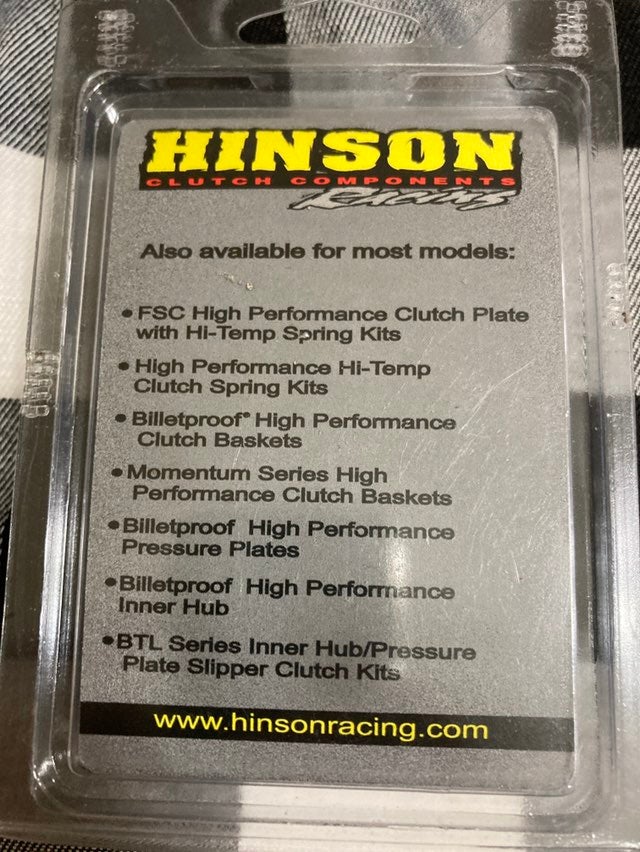 HINSON
CLUTCH COMPONENTS
RACING
Also available for most models:
• FSC High Performance Clutch Plate
with Hi-Temp Spring Kits
• High Performance Hi-Temp
Clutch Spring Kits
• Billetproof® High Performance
Clutch Baskets
• Momentum Series High
Performance Clutch Baskets
• Billetproof High Performance
Pressure Plates
• Billetproof High Performance
Inner Hub
• BTL Series Inner Hub/Pressure
Plate Slipper Clutch Kits
www.hinsonracing.com